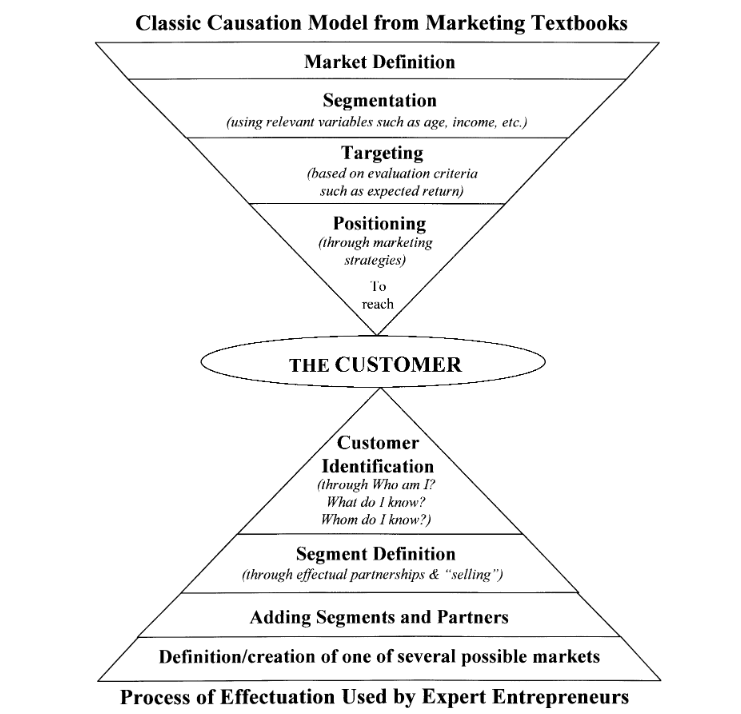 Classic Causation Model from Marketing Textbooks
Market Definition
Segmentation
(using relevant variables such as age, income, etc.)
Targeting
(based on evaluation criteria
such as expected return)
Positioning
(through marketing
strategies)
To
reach
THE CUSTOMER
Customer
Identification
(through Who am I?
What do I know?
Whom do I know?)
Segment Definition
(through effectual partnerships & “selling”)
Adding Segments and Partners
Definition/creation of one of several possible markets
Process of Effectuation Used by Expert Entrepreneurs